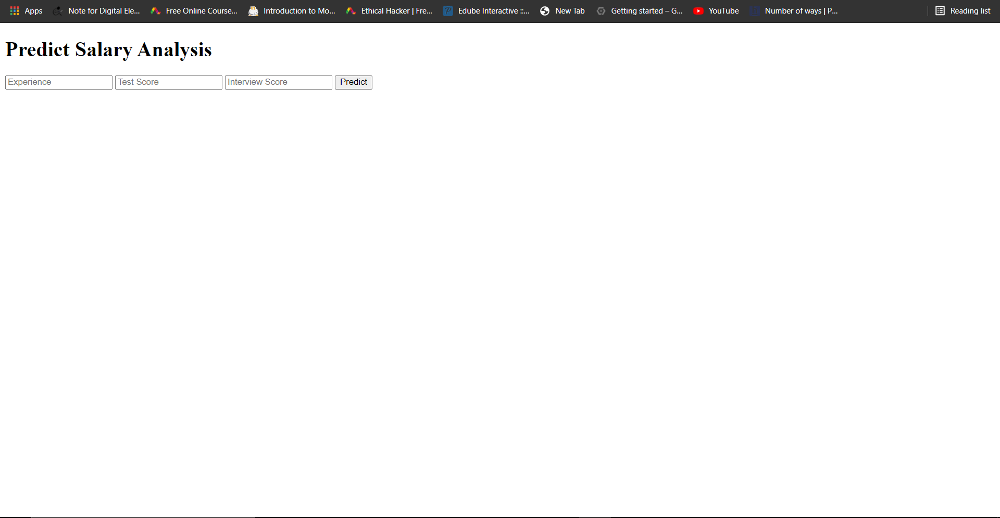 Apps Note for Digital Ele... Free Online Course... Introduction to Mo... Ethical Hacker | Fre... Edube Interactive ::... New Tab Getting started – G... YouTube Number of ways | P... Reading list
Predict Salary Analysis
Experience Test Score Interview Score Predict